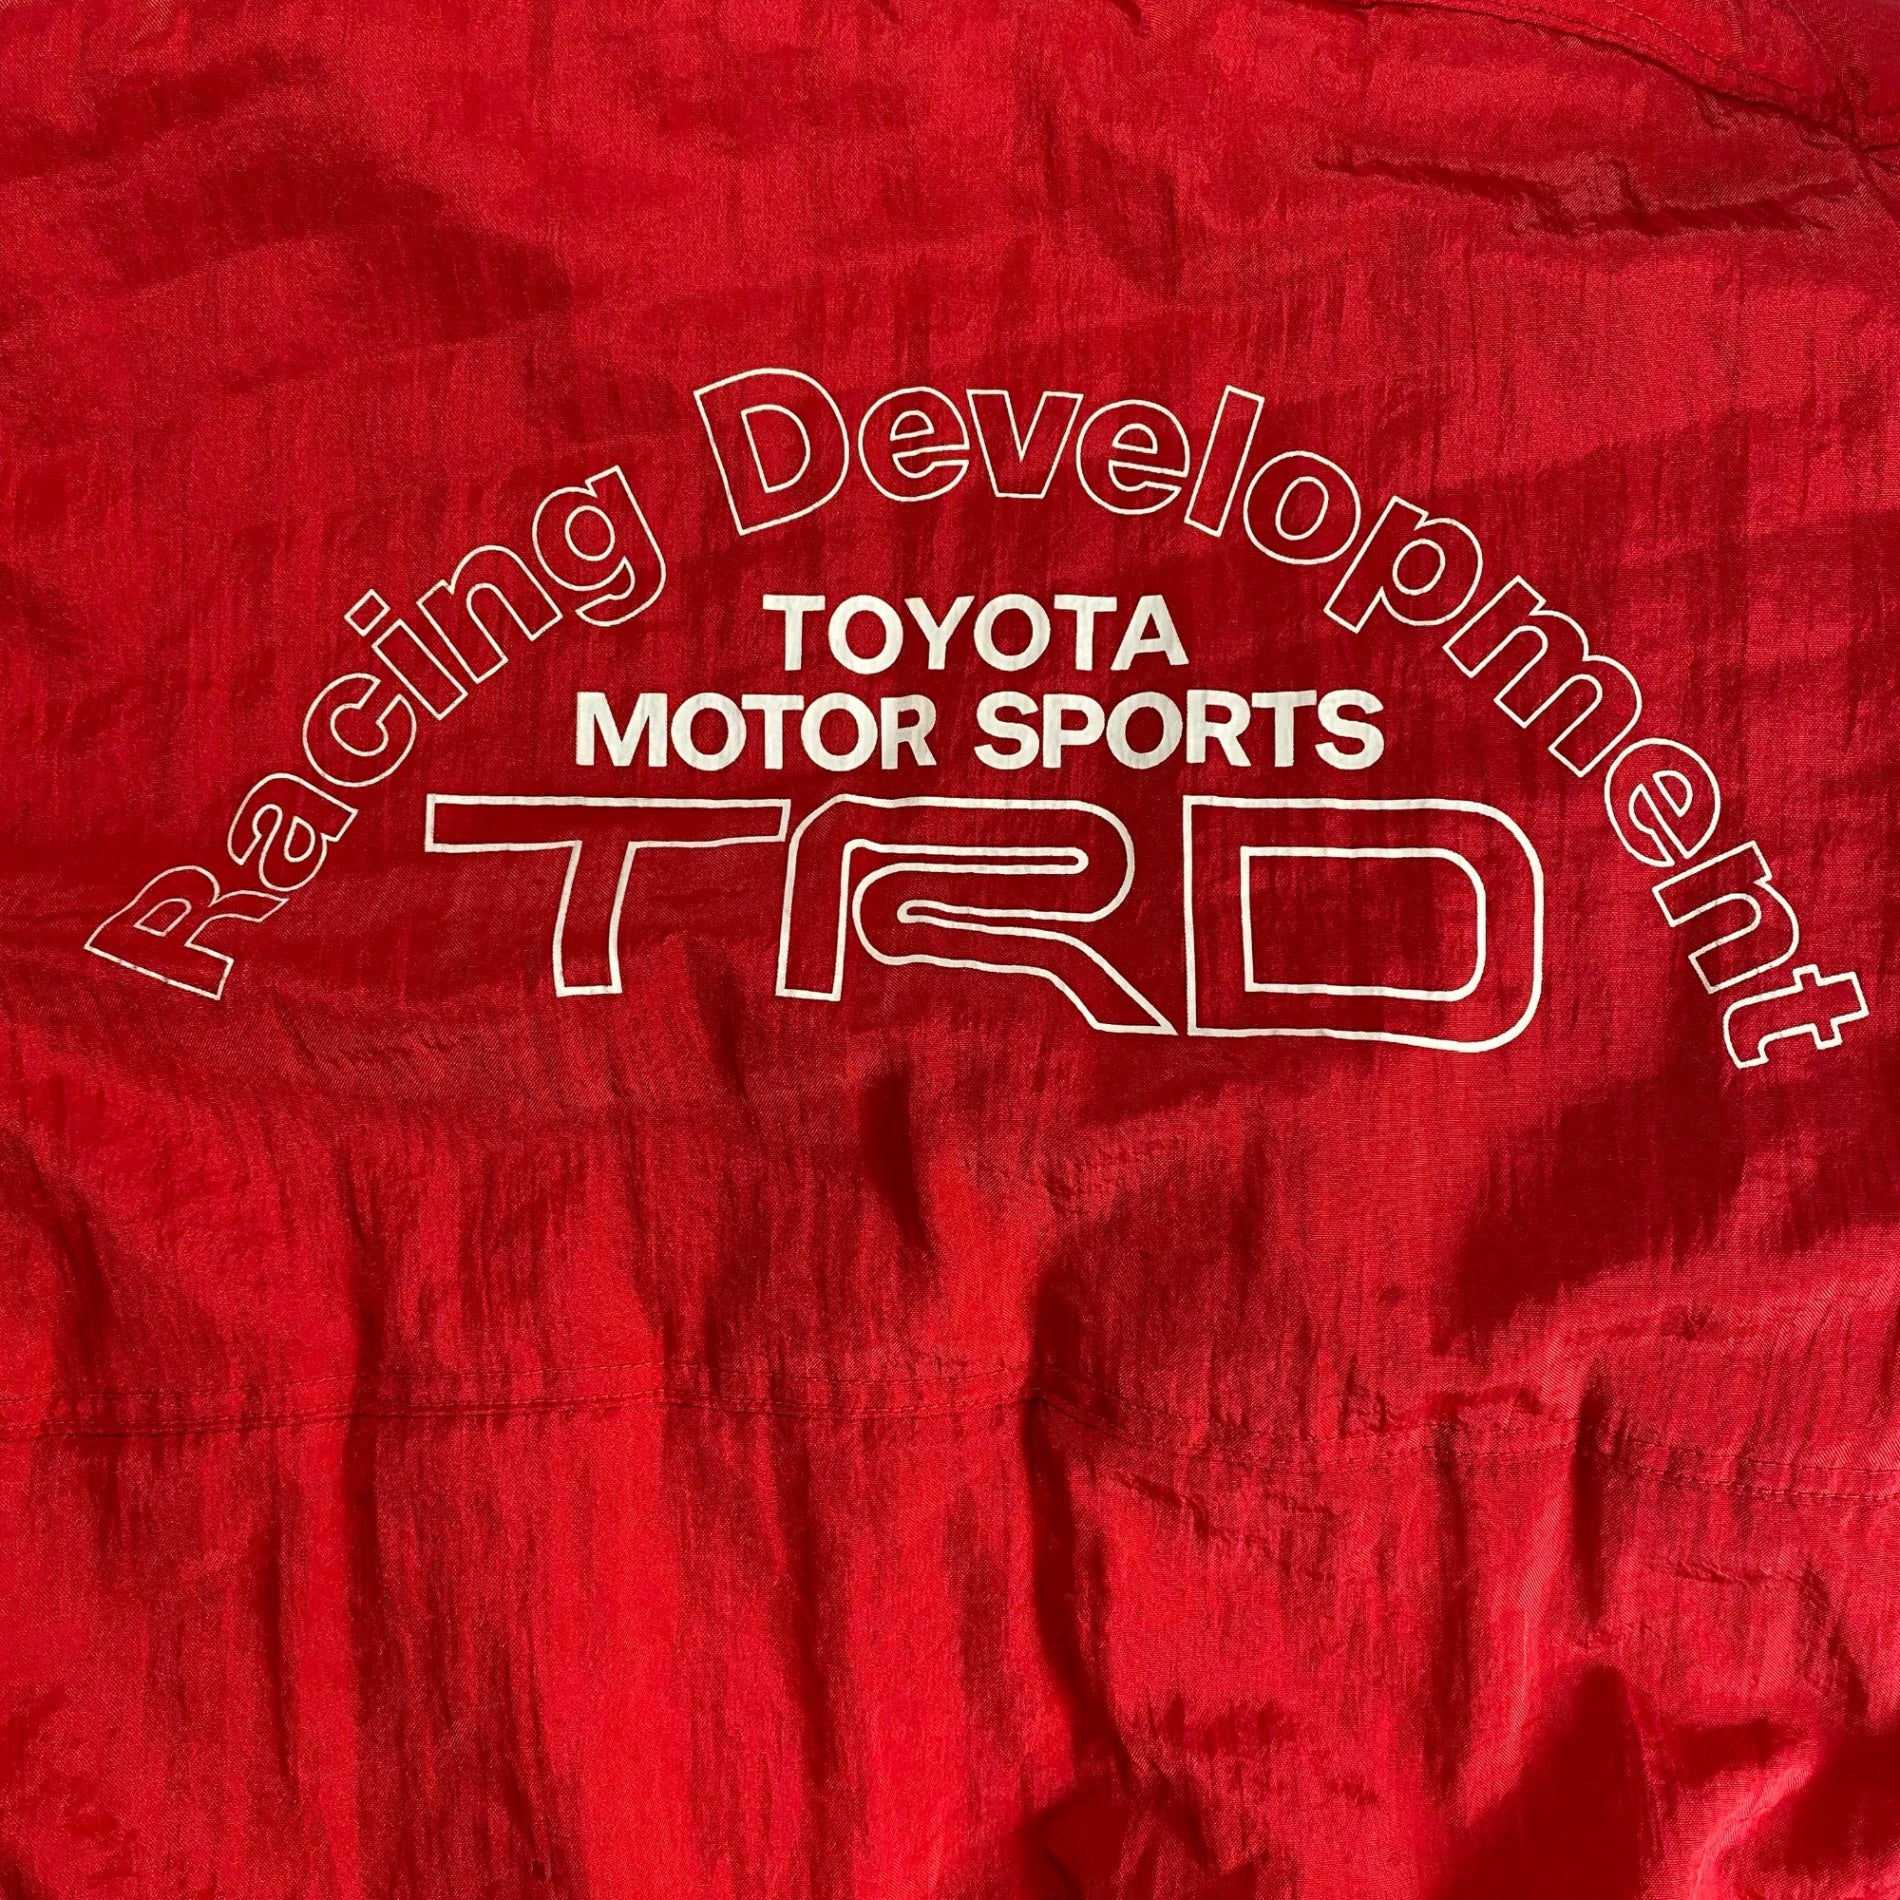 Racing Development
TOYOTA
MOTOR SPORTS
TRD